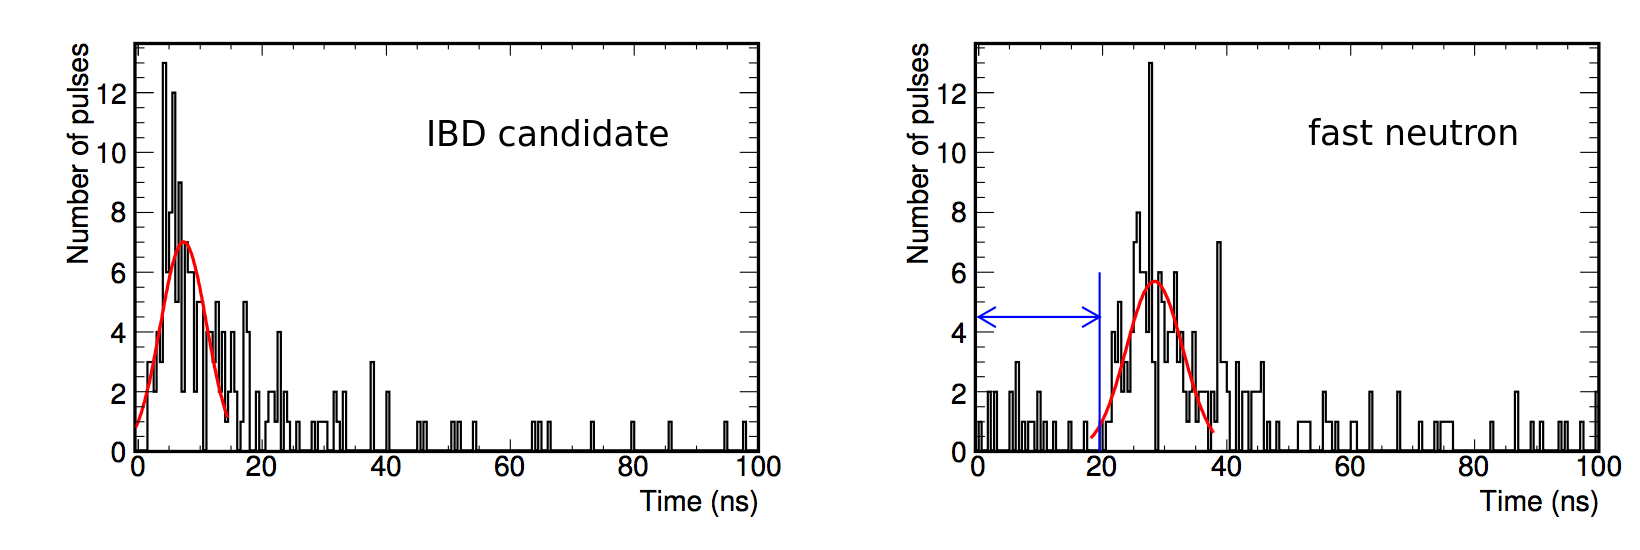 Number of pulses
12
10
8
6
4
2
0
IBD candidate
0 20 40 60 80 100
Time (ns)
Number of pulses
12
10
8
6
4
2
0
fast neutron
0 20 40 60 80 100
Time (ns)